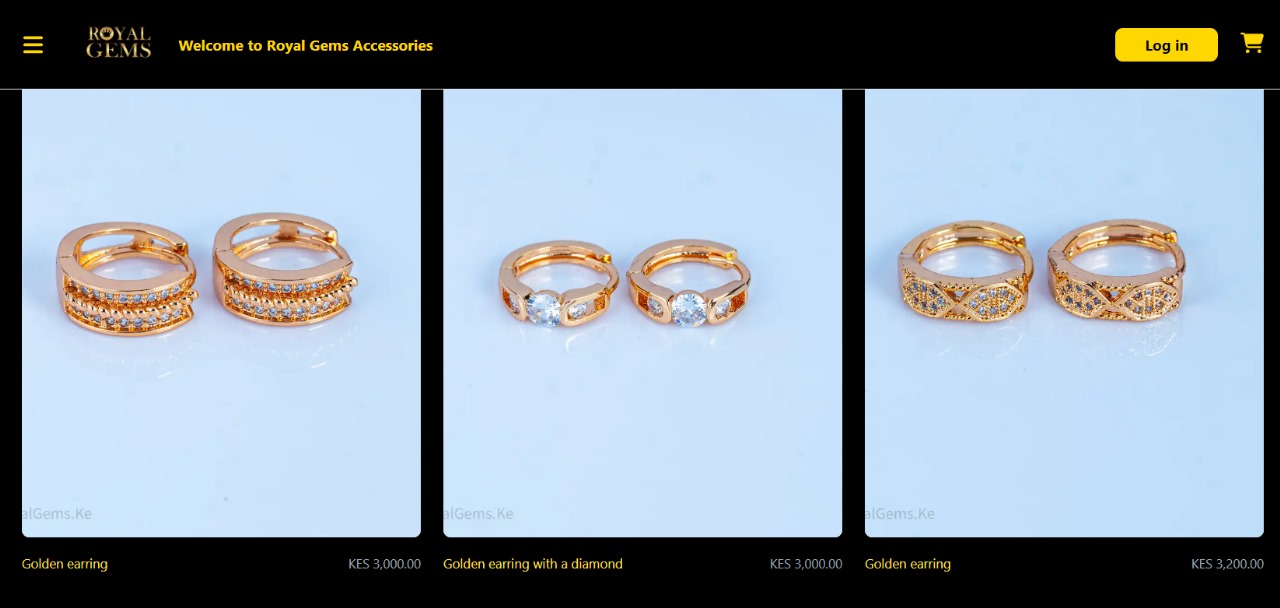 ROYAL
GEMS
Welcome to Royal Gems Accessories
Log in
alGems.Ke
alGems.Ke
alGems.Ke
Golden earring
KES 3,000.00
Golden earring with a diamond
KES 3,000.00
Golden earring
KES 3,200.00